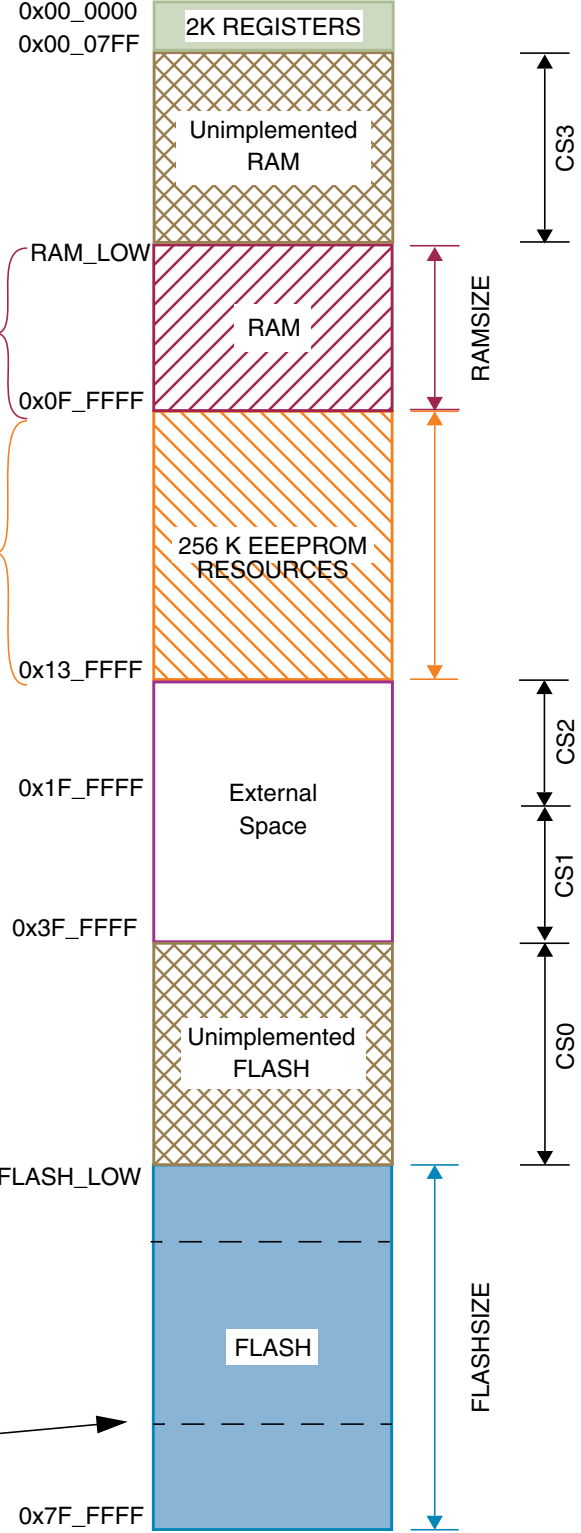 0x00_0000
2K REGISTERS
0x00_07FF
Unimplemented
RAM
CS3
RAM_LOW
RAM
RAMSIZE
0x0F_FFFF
256 K EEEPROM
RESOURCES
0x13_FFFF
CS2
0x1F_FFFF
External
Space
CS1
0x3F_FFFF
Unimplemented
FLASH
CS0
FLASH_LOW
FLASH
FLASHSIZE
0x7F_FFFF